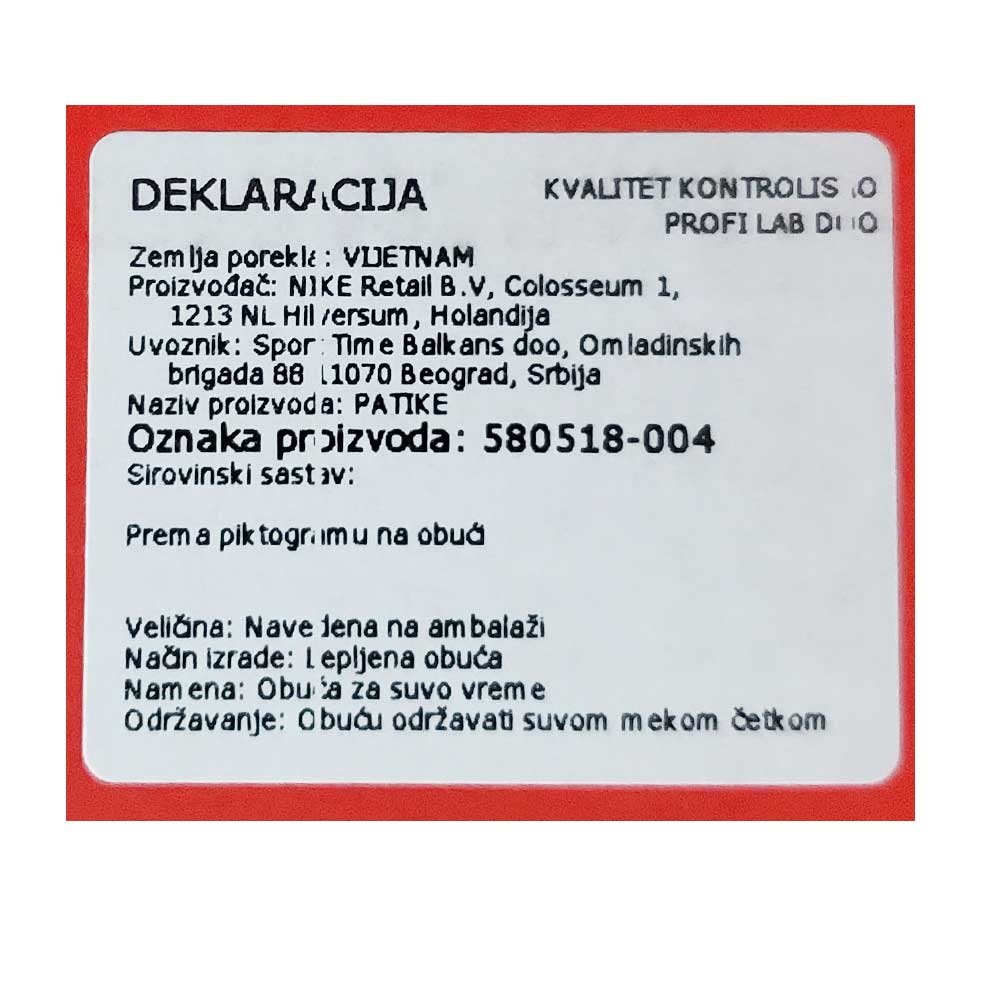 DEKLARACIJA
KVALITET KONTROLISAO
PROFI LAB DOO
Zemlja porekla: VIJETNAM
Proizvođač: NIKE Retail B.V, Colosseum 1,
1213 NL Hilversum, Holandija
Uvoznik: Sport Time Balkans doo, Omladinskih
brigada 88 11070 Beograd, Srbija
Naziv proizvoda: PATIKE
Oznaka proizvoda: 580518-004
Sirovinski sastav:
Prema piktogramu na obući
Veličina: Navedena na ambalaži
Način izrade: Lepljena obuća
Namena: Obuća za suvo vreme
Održavanje: Obuću održavati suvom mekom četkom